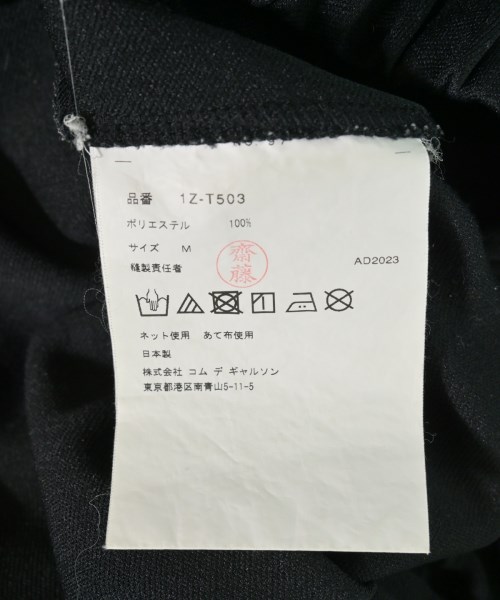 品番 1Z-T503
ポリエステル 100%
サイズ M
縫製責任者 齋藤 AD2023
ネット使用 あて布使用
日本製
株式会社 コム デ ギャルソン
東京都港区南青山5-11-5